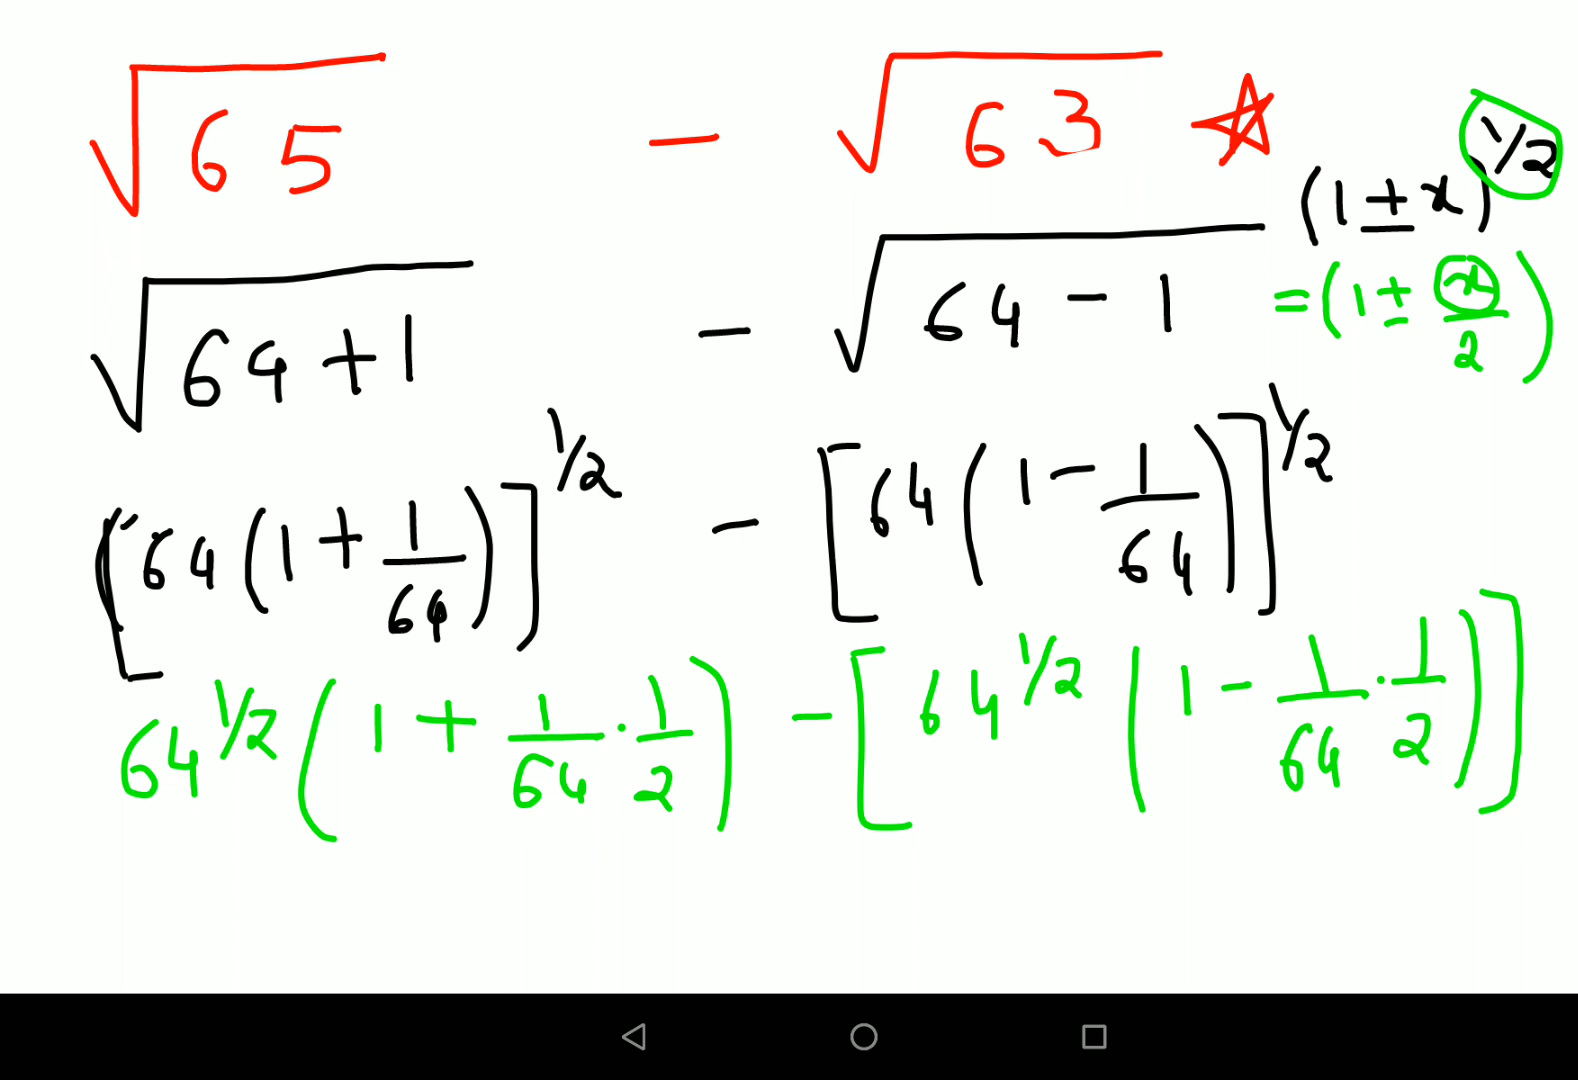 √65 − √63 ☆
(1 ± x)^1/2
√64 + 1 − √64 − 1
= (1 ± x/2)
[64(1 + 1/64)]^1/2 − [64(1 − 1/64)]^1/2
64^1/2(1 + 1/64 · 1/2) − [64^1/2(1 − 1/64 · 1/2)]